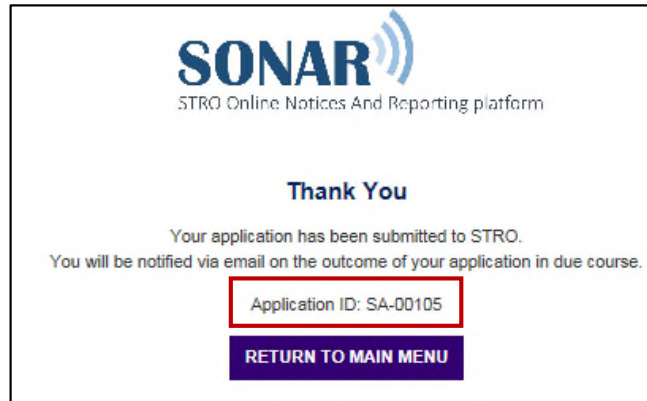 SONAR
STRO Online Notices And Reporting platform
Thank You
Your application has been submitted to STRO.
You will be notified via email on the outcome of your application in due course.
Application ID: SA-00105
RETURN TO MAIN MENU